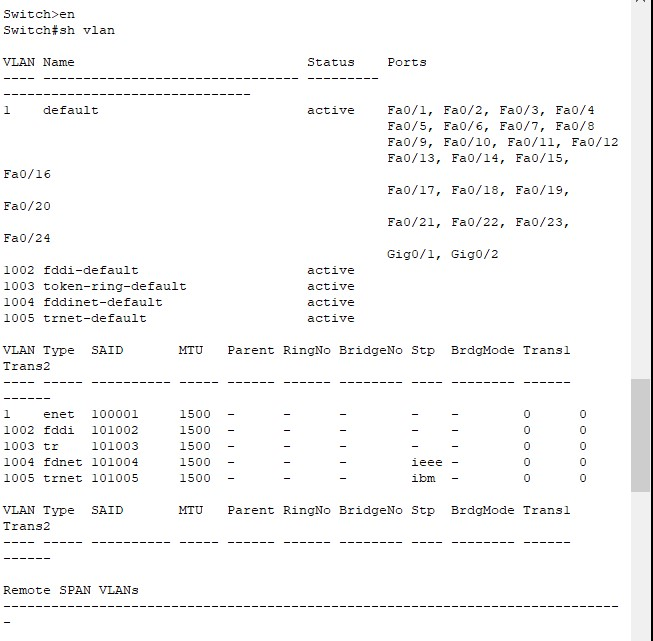 Switch>en
Switch#sh vlan
VLAN Name                             Status    Ports
---- -------------------------------- ---------
-------------------------------
1    default                          active    Fa0/1, Fa0/2, Fa0/3, Fa0/4
                                                Fa0/5, Fa0/6, Fa0/7, Fa0/8
                                                Fa0/9, Fa0/10, Fa0/11, Fa0/12
                                                Fa0/13, Fa0/14, Fa0/15,
Fa0/16
                                                Fa0/17, Fa0/18, Fa0/19,
Fa0/20
                                                Fa0/21, Fa0/22, Fa0/23,
Fa0/24
                                                Gig0/1, Gig0/2
1002 fddi-default                     active
1003 token-ring-default               active
1004 fddinet-default                  active
1005 trnet-default                    active
VLAN Type  SAID       MTU   Parent RingNo BridgeNo Stp  BrdgMode Trans1
Trans2
---- ----- ---------- ----- ------ ------ -------- ---- -------- ------
------
1    enet  100001     1500  -      -      -        -    -        0      0
1002 fddi  101002     1500  -      -      -        -    -        0      0
1003 tr    101003     1500  -      -      -        -    -        0      0
1004 fdnet 101004     1500  -      -      -        ieee -        0      0
1005 trnet 101005     1500  -      -      -        ibm  -        0      0
VLAN Type  SAID       MTU   Parent RingNo BridgeNo Stp  BrdgMode Trans1
Trans2
---- ----- ---------- ----- ------ ------ -------- ---- -------- ------
------
Remote SPAN VLANs
-----------------------------------------------------------------------------
-